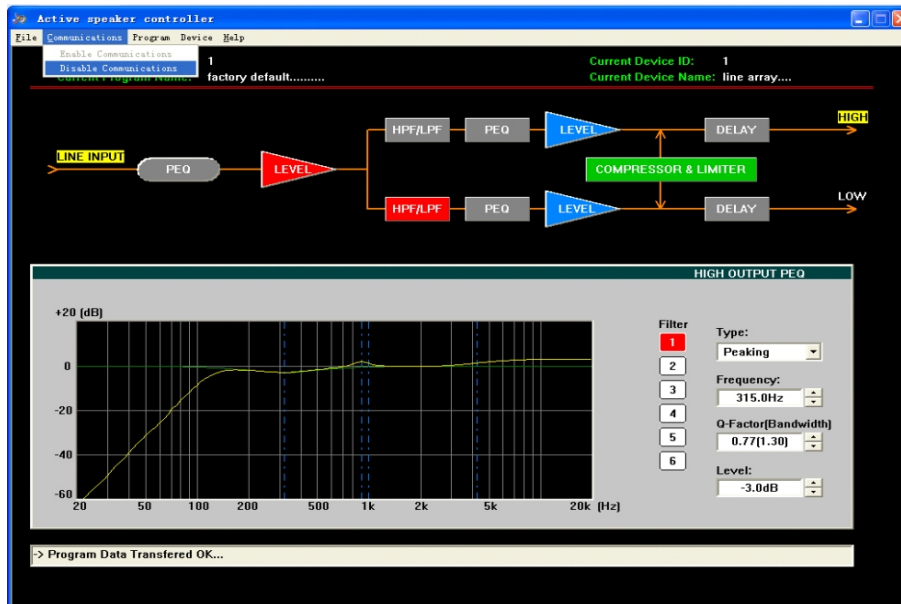 Active speaker controller
File Communications Program Device Help
Enable Communications
Disable Communications
1
Current Program Name: factory default..........
Current Device ID: 1
Current Device Name: line array....
LINE INPUT
PEQ
LEVEL
HPF/LPF PEQ LEVEL DELAY HIGH
COMPRESSOR & LIMITER
HPF/LPF PEQ LEVEL DELAY LOW
HIGH OUTPUT PEQ
+20 (dB)
0
-20
-40
-60
20 50 100 200 500 1k 2k 5k 20k (Hz)
Filter
1
2
3
4
5
6
Type:
Peaking
Frequency:
315.0Hz
Q-Factor(Bandwidth)
0.77(1.30)
Level:
-3.0dB
-> Program Data Transfered OK...